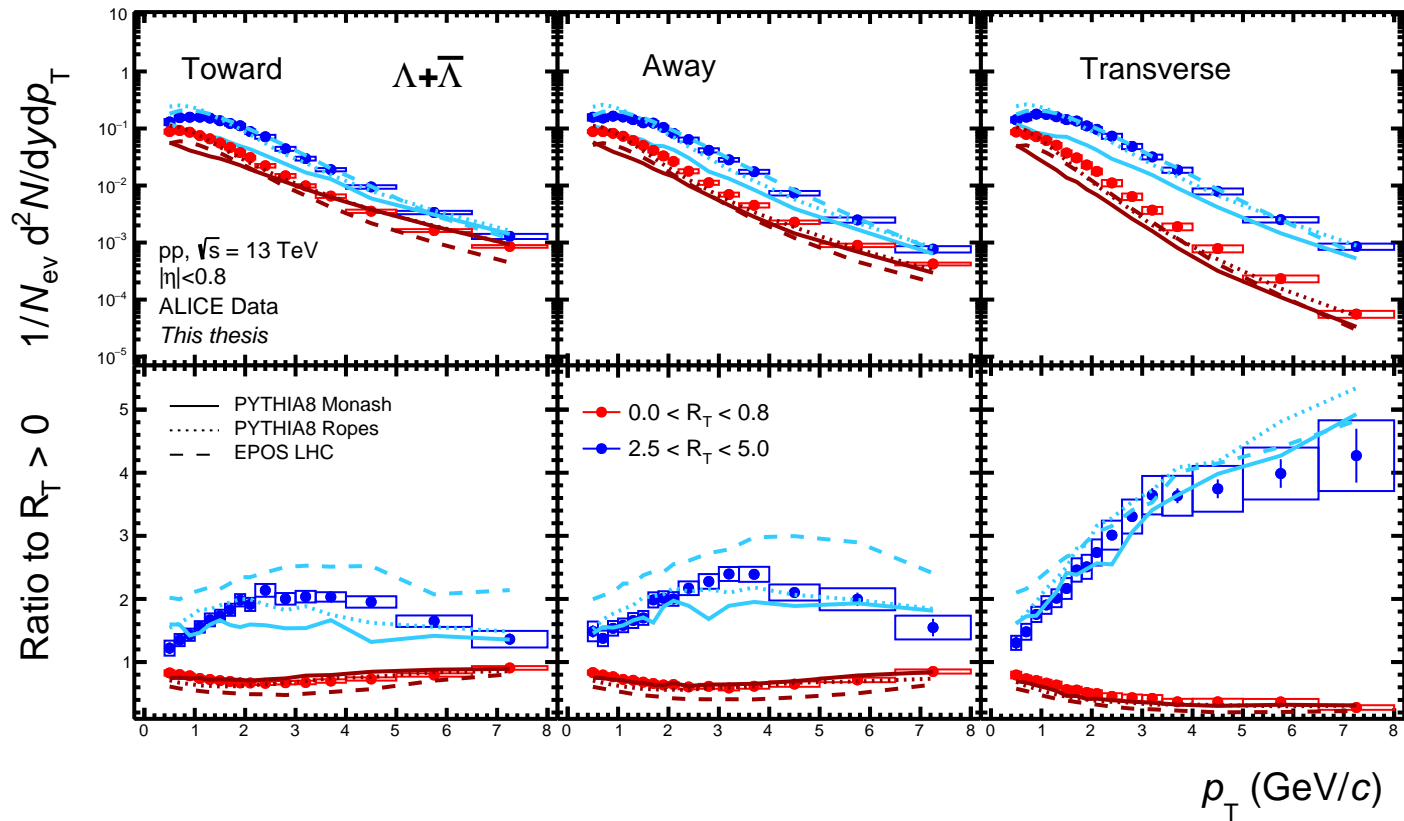 1/N_ev d²N/dydp_T
10
1
10⁻¹
10⁻²
10⁻³
10⁻⁴
10⁻⁵
Toward
Λ+Λ̅
pp, √s = 13 TeV
|η|<0.8
ALICE Data
This thesis
Away
Transverse
Ratio to R_T > 0
5
4
3
2
1
PYTHIA8 Monash
PYTHIA8 Ropes
EPOS LHC
0.0 < R_T < 0.8
2.5 < R_T < 5.0
0 1 2 3 4 5 6 7 8 0 1 2 3 4 5 6 7 8 0 1 2 3 4 5 6 7 8
p_T (GeV/c)